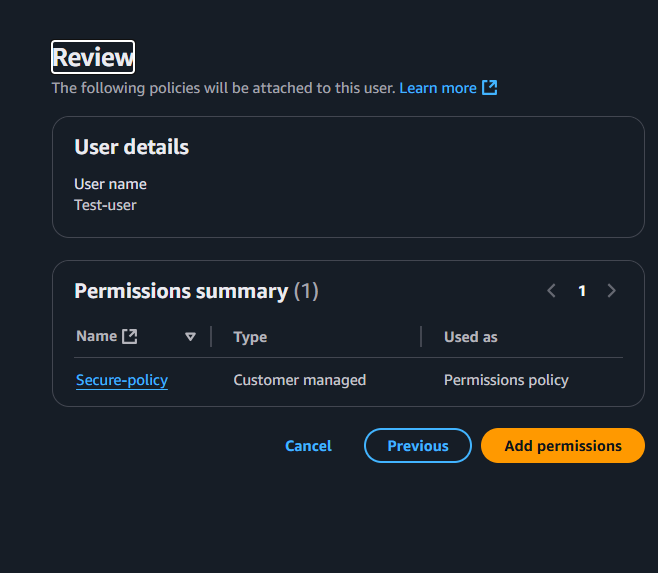 Review
The following policies will be attached to this user. Learn more
User details
User name
Test-user
Permissions summary (1)
1
Name Type Used as
Secure-policy Customer managed Permissions policy
Cancel Previous Add permissions